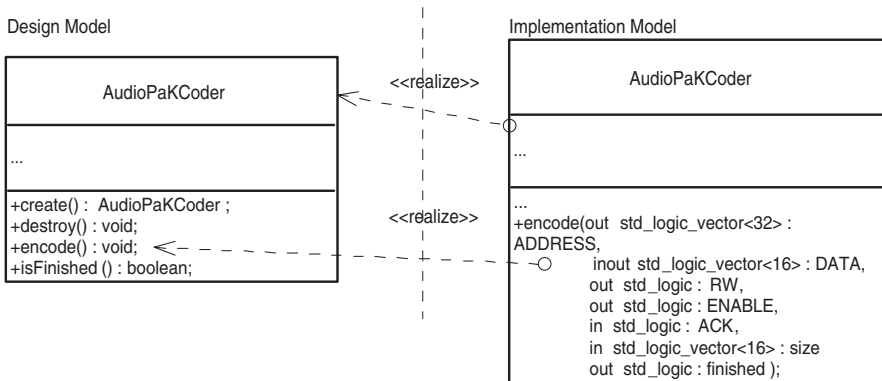 Design Model
AudioPaKCoder
...
+create() : AudioPaKCoder ;
+destroy() : void;
+encode() : void;
+isFinished () : boolean;
<<realize>>
<<realize>>
Implementation Model
AudioPaKCoder
...
...
+encode(out std_logic_vector<32> :
ADDRESS,
inout std_logic_vector<16> : DATA,
out std_logic : RW,
out std_logic : ENABLE,
in std_logic : ACK,
in std_logic_vector<16> : size
out std_logic : finished );